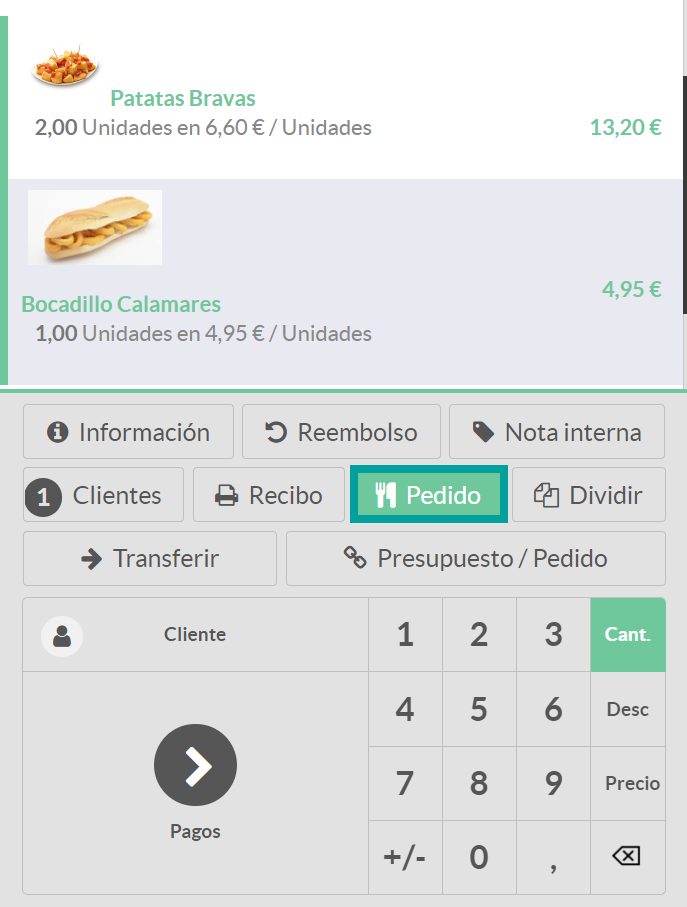 Patatas Bravas
2,00 Unidades en 6,60 € / Unidades
13,20 €
Bocadillo Calamares
4,95 €
1,00 Unidades en 4,95 € / Unidades
Información
Reembolso
Nota interna
1 Clientes
Recibo
Pedido
Dividir
Transferir
Presupuesto / Pedido
Cliente
1 2 3 Cant.
4 5 6 Desc
Pagos
7 8 9 Precio
+/- 0 ,